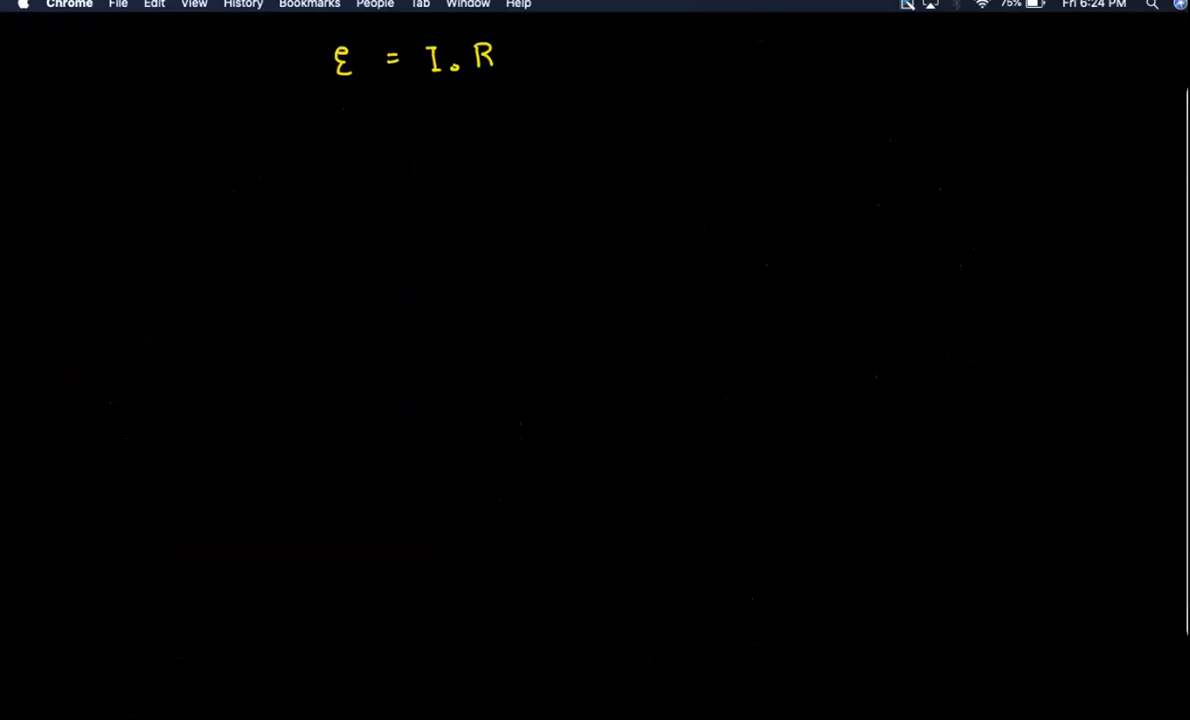 Chrome File Edit View History Bookmarks People Tab Window Help 75% Fri 6:24 PM
ε = I. R